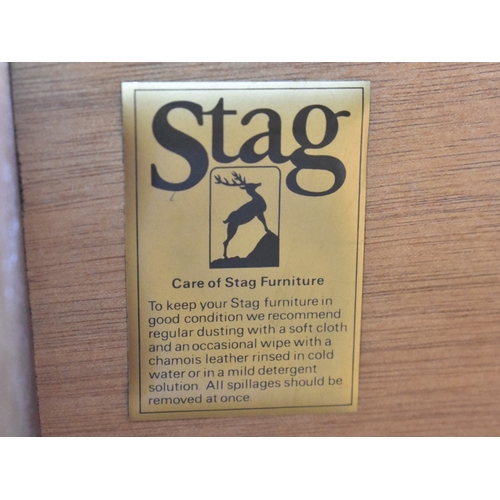 Stag
Care of Stag Furniture
To keep your Stag furniture in
good condition we recommend
regular dusting with a soft cloth
and an occasional wipe with a
chamois leather rinsed in cold
water or in a mild detergent
solution. All spillages should be
removed at once.